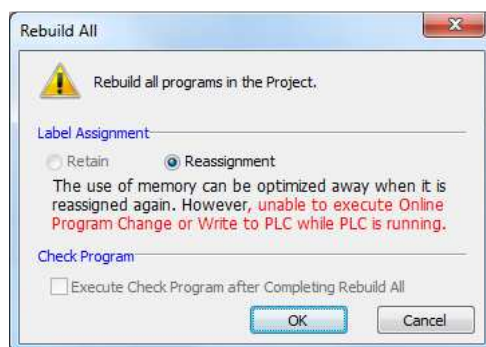 Rebuild All
Rebuild all programs in the Project.
Label Assignment
Retain Reassignment
The use of memory can be optimized away when it is
reassigned again. However, unable to execute Online
Program Change or Write to PLC while PLC is running.
Check Program
Execute Check Program after Completing Rebuild All
OK Cancel